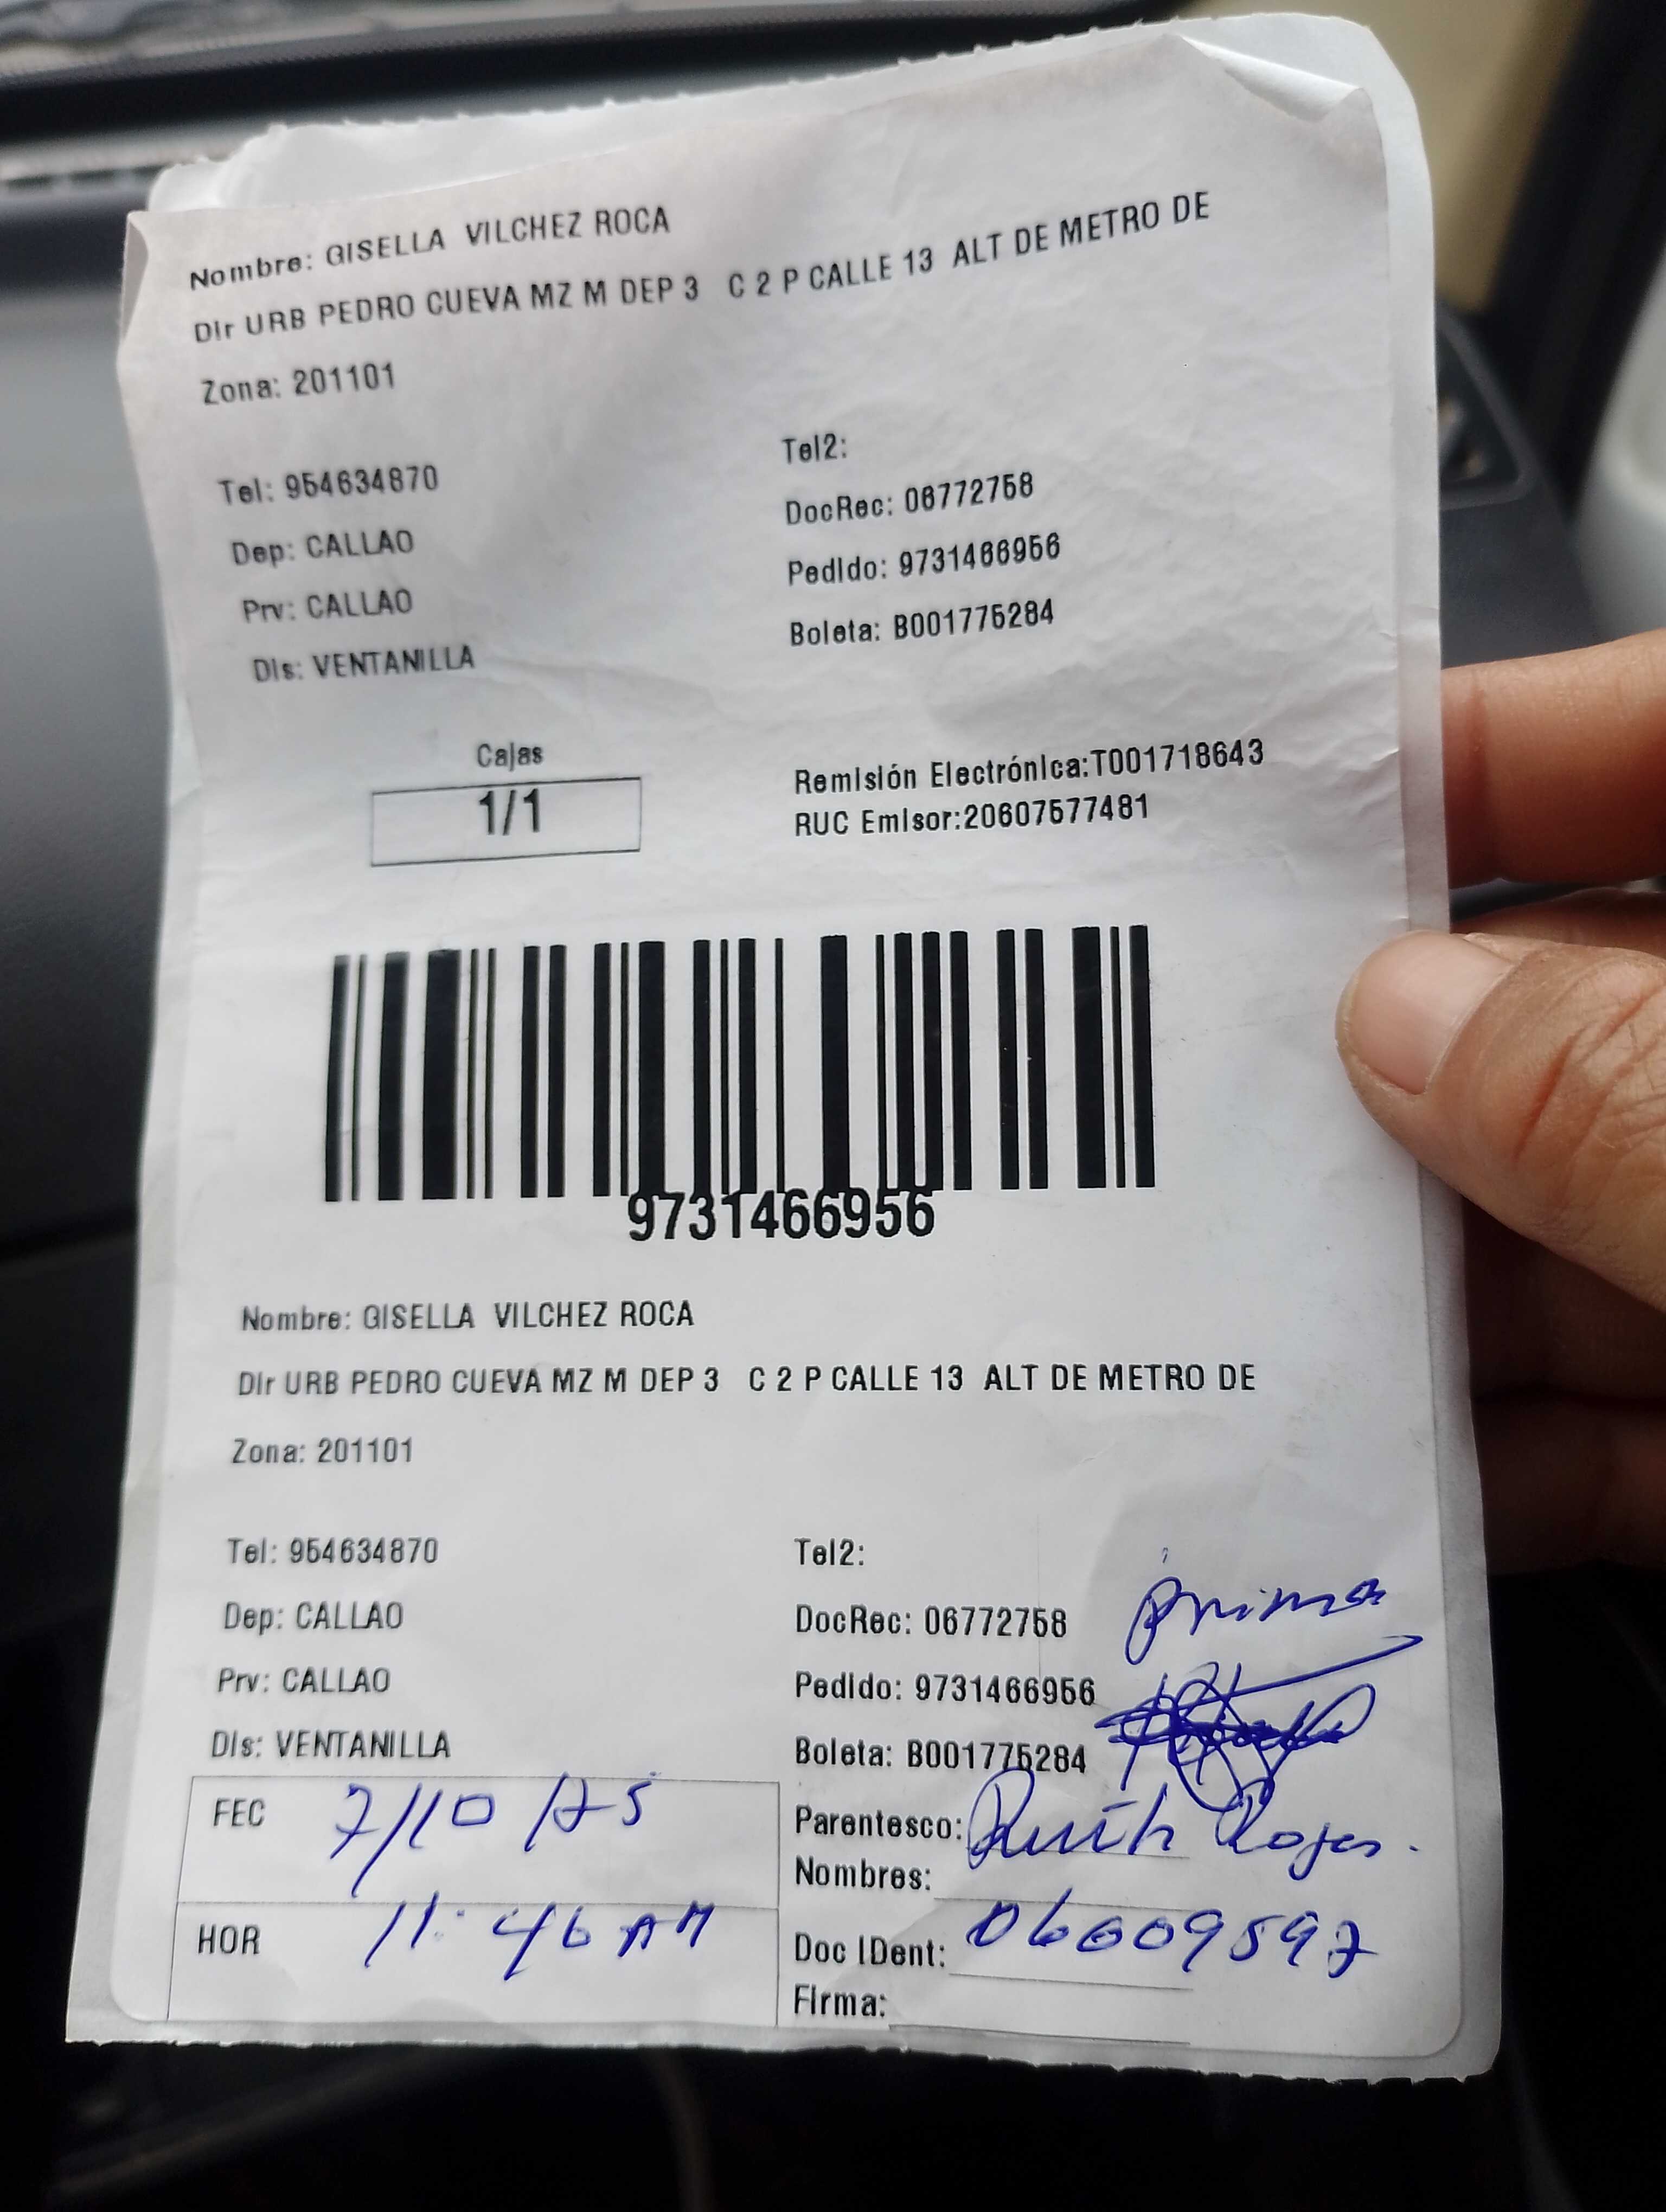 Nombre: GISELLA VILCHEZ ROCA
Dir URB PEDRO CUEVA MZ M DEP 3 C 2 P CALLE 13 ALT DE METRO DE
Zona: 201101
Tel: 954634870
Tel2:
DocRec: 06772758
Dep: CALLAO
Pedido: 9731466956
Prv: CALLAO
Boleta: B001775284
Dis: VENTANILLA
Cajas
1/1
Remisión Electrónica:T001718643
RUC Emisor:20607577481
9731466956
Nombre: GISELLA VILCHEZ ROCA
Dir URB PEDRO CUEVA MZ M DEP 3 C 2 P CALLE 13 ALT DE METRO DE
Zona: 201101
Tel: 954634870
Tel2:
Dep: CALLAO
DocRec: 06772758
prima
Prv: CALLAO
Pedido: 9731466956
Dis: VENTANILLA
Boleta: B001775284
FEC 7/10/25
Parentesco: Ruth Rojas.
Nombres:
HOR 11:46 AM
Doc IDent: 06009597
Firma: